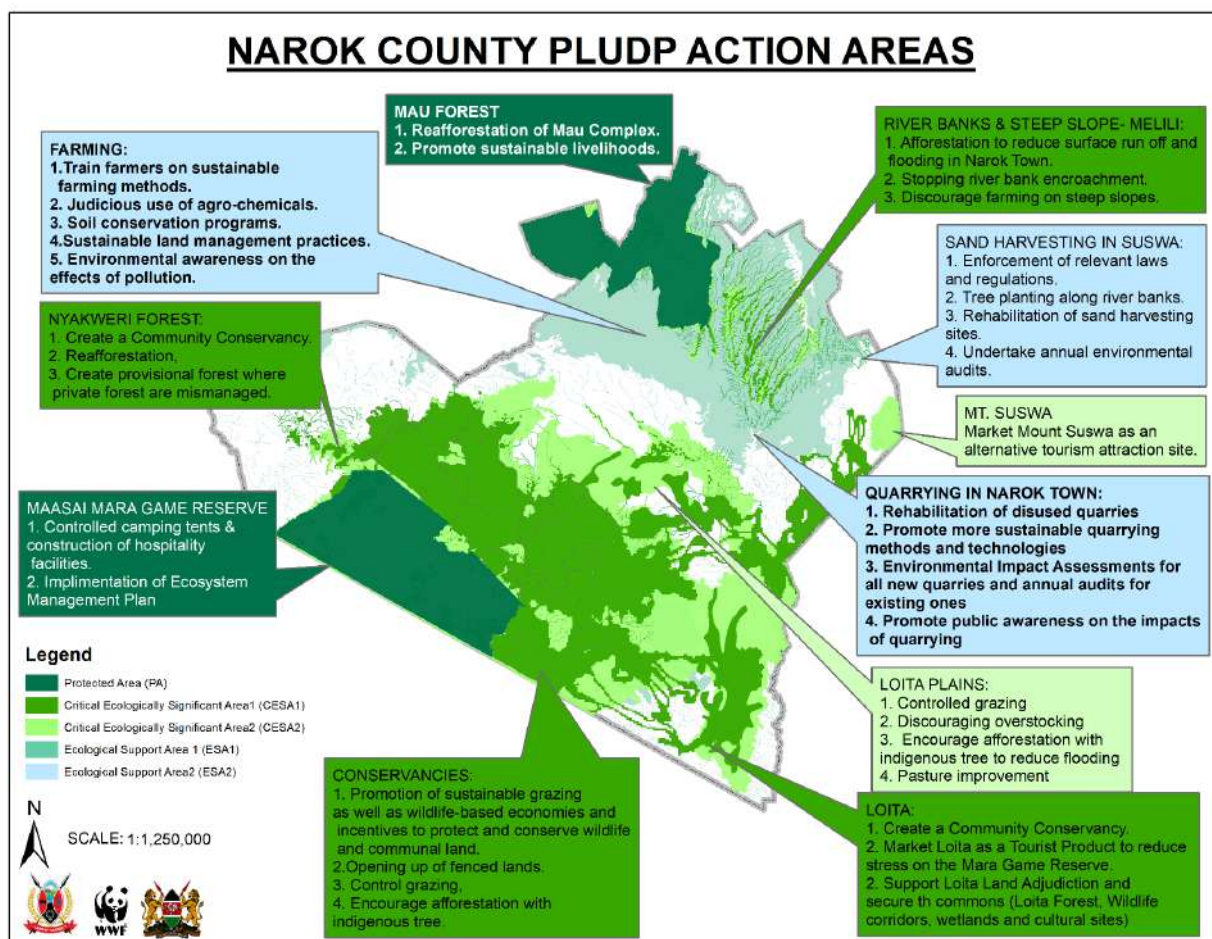 NAROK COUNTY PLUDP ACTION AREAS
MAU FOREST
1. Reafforestation of Mau Complex.
2. Promote sustainable livelihoods.
FARMING:
1.Train farmers on sustainable
farming methods.
2. Judicious use of agro-chemicals.
3. Soil conservation programs.
4.Sustainable land management practices.
5. Environmental awareness on the
effects of pollution.
RIVER BANKS & STEEP SLOPE- MELILI:
1. Afforestation to reduce surface run off and
flooding in Narok Town.
2. Stopping river bank encroachment.
3. Discourage farming on steep slopes.
SAND HARVESTING IN SUSWA:
1. Enforcement of relevant laws
and regulations.
2. Tree planting along river banks.
3. Rehabilitation of sand harvesting
sites.
4. Undertake annual environmental
audits.
NYAKWERI FOREST:
1. Create a Community Conservancy.
2. Reafforestation,
3. Create provisional forest where
private forest are mismanaged.
MT. SUSWA
Market Mount Suswa as an
alternative tourism attraction site.
MAASAI MARA GAME RESERVE
1. Controlled camping tents &
construction of hospitality
facilities.
2. Implimentation of Ecosystem
Management Plan
QUARRYING IN NAROK TOWN:
1. Rehabilitation of disused quarries
2. Promote more sustainable quarrying
methods and technologies
3. Environmental Impact Assessments for
all new quarries and annual audits for
existing ones
4. Promote public awareness on the impacts
of quarrying
Legend
Protected Area (PA)
Critical Ecologically Significant Area1 (CESA1)
Critical Ecologically Significant Area2 (CESA2)
Ecological Support Area 1 (ESA1)
Ecological Support Area2 (ESA2)
LOITA PLAINS:
1. Controlled grazing
2. Discouraging overstocking
3. Encourage afforestation with
indigenous tree to reduce flooding
4. Pasture improvement
CONSERVANCIES:
1. Promotion of sustainable grazing
as well as wildlife-based economies and
incentives to protect and conserve wildlife
and communal land.
2.Opening up of fenced lands.
3. Control grazing,
4. Encourage afforestation with
indigenous tree.
LOITA:
1. Create a Community Conservancy.
2. Market Loita as a Tourist Product to reduce
stress on the Mara Game Reserve.
2. Support Loita Land Adjudiction and
secure th commons (Loita Forest, Wildlife
corridors, wetlands and cultural sites)
N
SCALE: 1:1,250,000
WWF